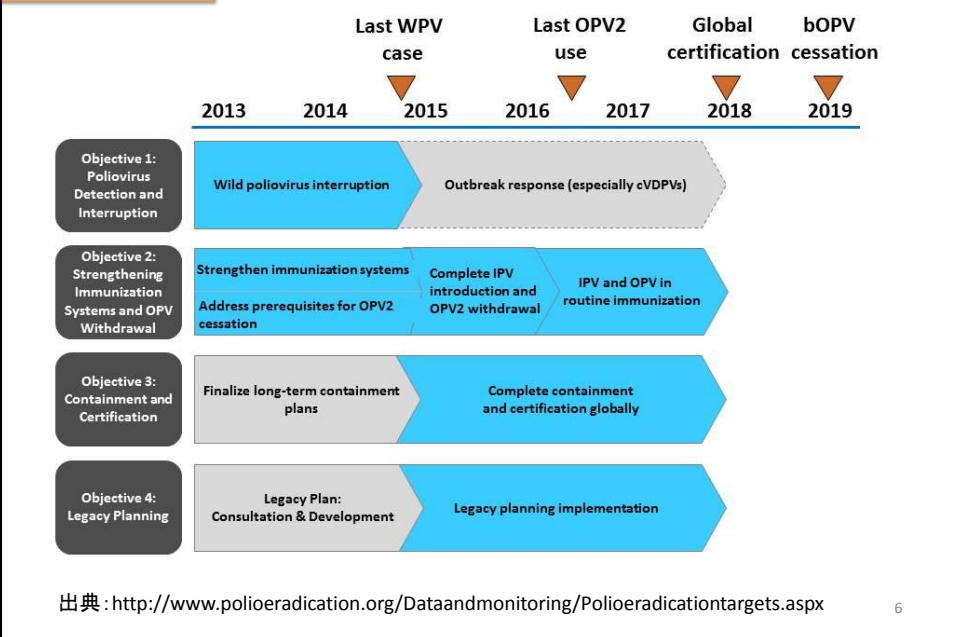 Last WPV
case
Last OPV2
use
Global
certification
bOPV
cessation
2013 2014 2015 2016 2017 2018 2019
Objective 1:
Poliovirus
Detection and
Interruption
Wild poliovirus interruption
Outbreak response (especially cVDPVs)
Objective 2:
Strengthening
Immunization
Systems and OPV
Withdrawal
Strengthen immunization systems
Address prerequisites for OPV2
cessation
Complete IPV
introduction and
OPV2 withdrawal
IPV and OPV in
routine immunization
Objective 3:
Containment and
Certification
Finalize long-term containment
plans
Complete containment
and certification globally
Objective 4:
Legacy Planning
Legacy Plan:
Consultation & Development
Legacy planning implementation
出典:http://www.polioeradication.org/Dataandmonitoring/Polioeradicationtargets.aspx
6